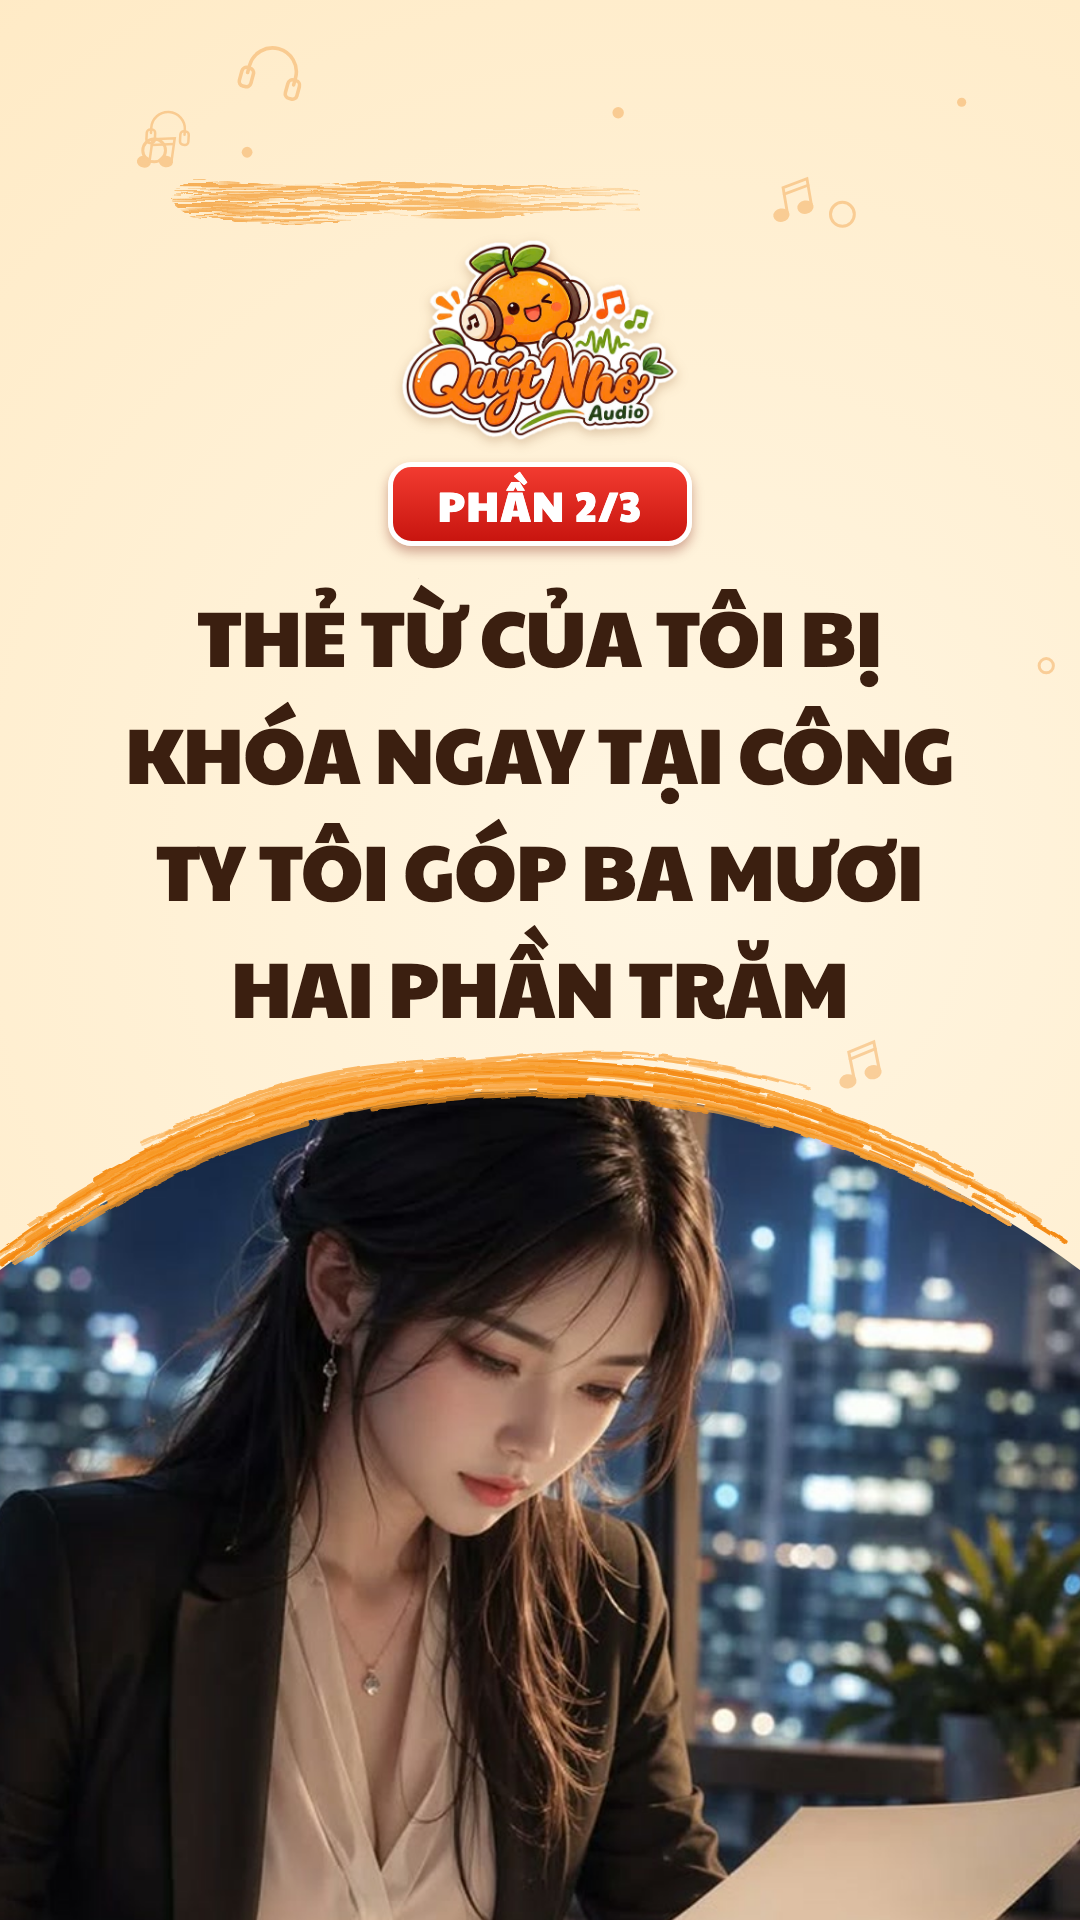 Quýt Nhỏ
Audio
PHẦN 2/3
THẺ TỪ CỦA TÔI BỊ
KHÓA NGAY TẠI CÔNG
TY TÔI GÓP BA MƯƠI
HAI PHẦN TRĂM